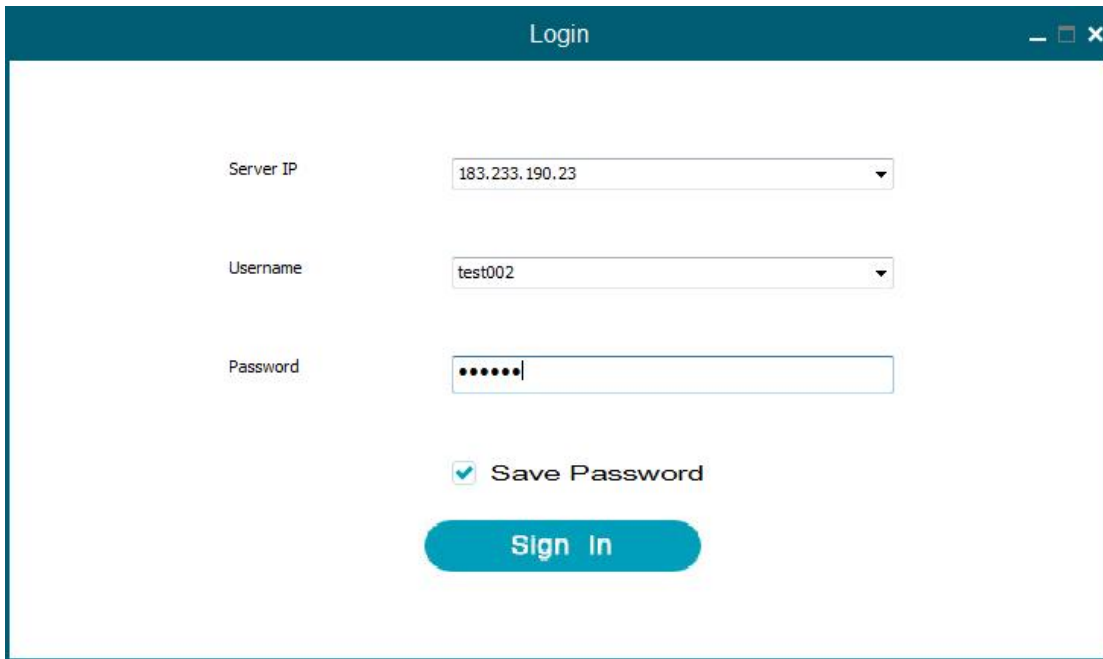 Login
Server IP 183.233.190.23
Username test002
Password ••••••
Save Password
Sign In